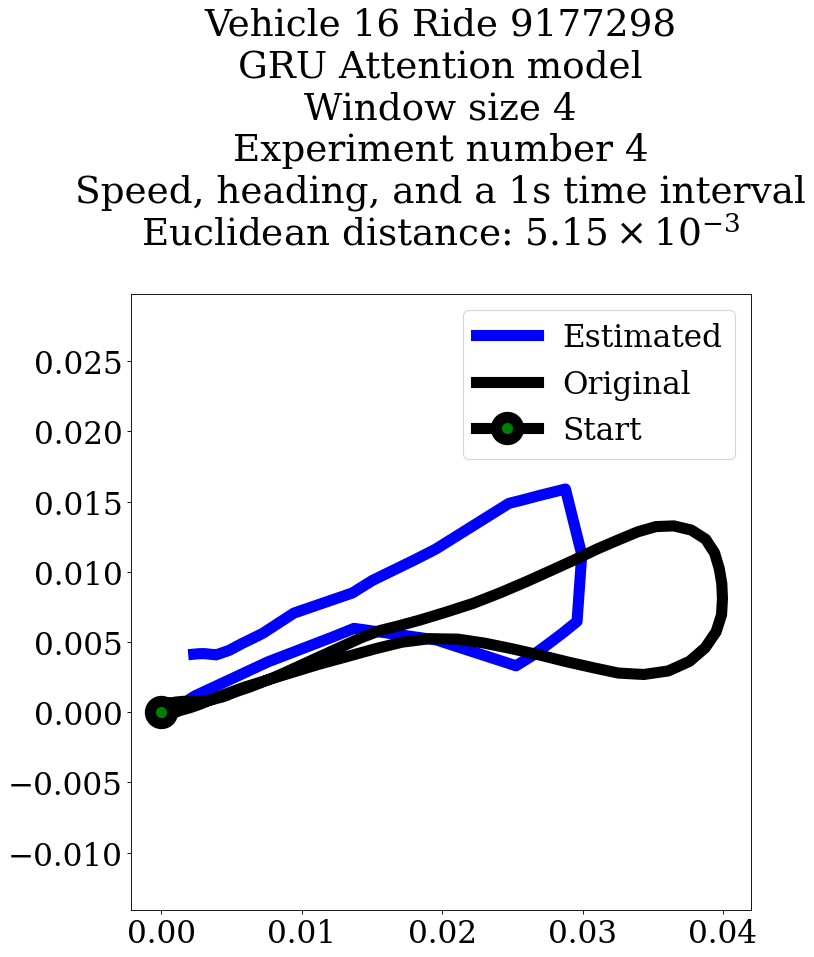 Vehicle 16 Ride 9177298
GRU Attention model
Window size 4
Experiment number 4
Speed, heading, and a 1s time interval
Euclidean distance: 5.15 × 10⁻³
Estimated
Original
Start
0.025
0.020
0.015
0.010
0.005
0.000
−0.005
−0.010
0.00 0.01 0.02 0.03 0.04